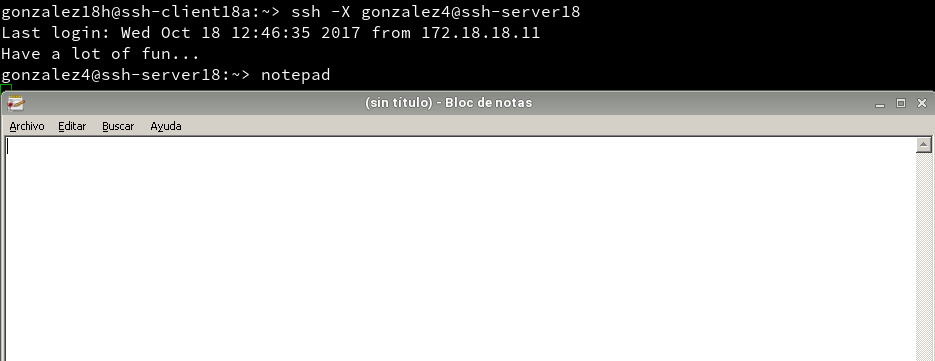 gonzalez18h@ssh-client18a:~> ssh -X gonzalez4@ssh-server18
Last login: Wed Oct 18 12:46:35 2017 from 172.18.18.11
Have a lot of fun...
gonzalez4@ssh-server18:~> notepad
(sin título) - Bloc de notas
Archivo Editar Buscar Ayuda